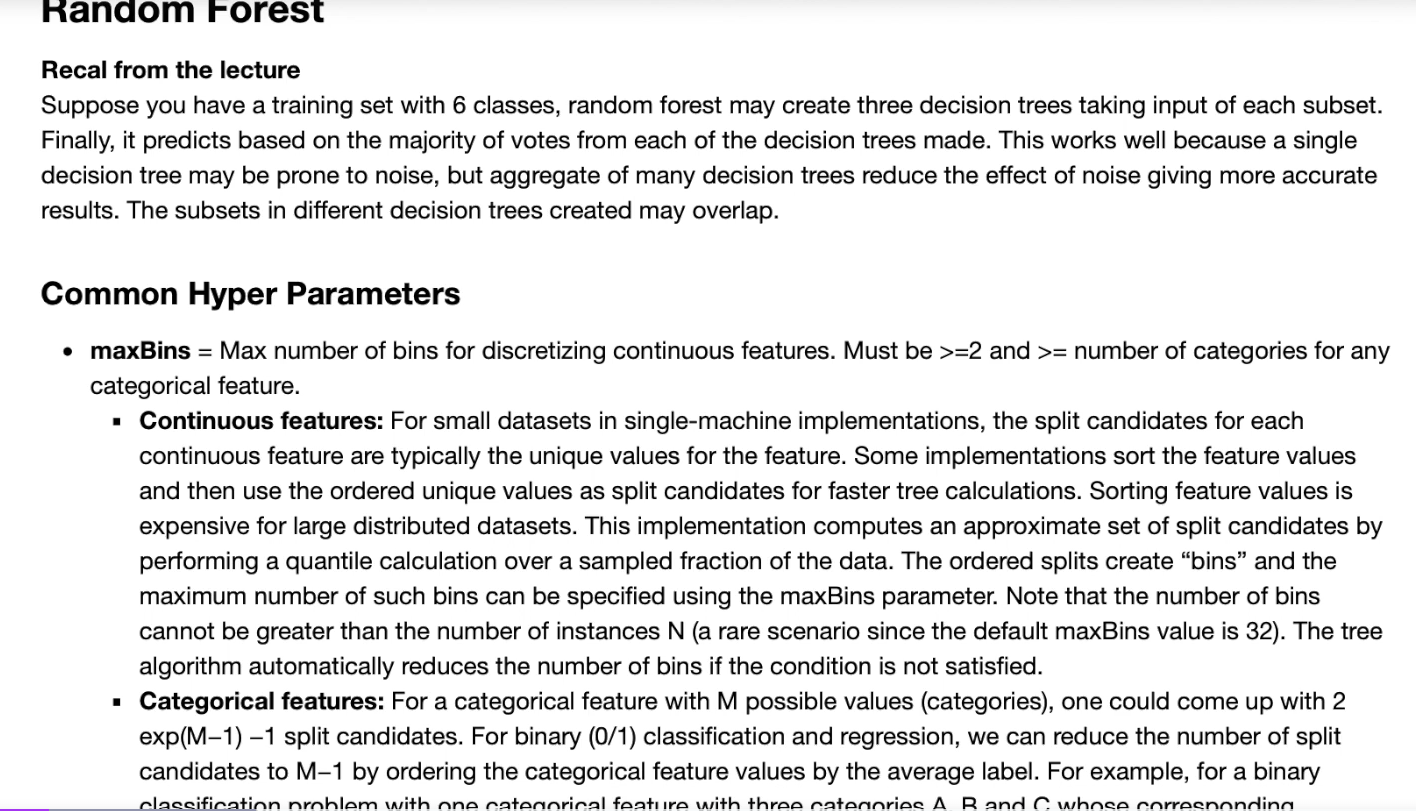 Random Forest
Recal from the lecture
Suppose you have a training set with 6 classes, random forest may create three decision trees taking input of each subset.
Finally, it predicts based on the majority of votes from each of the decision trees made. This works well because a single
decision tree may be prone to noise, but aggregate of many decision trees reduce the effect of noise giving more accurate
results. The subsets in different decision trees created may overlap.
Common Hyper Parameters
• maxBins = Max number of bins for discretizing continuous features. Must be >=2 and >= number of categories for any
categorical feature.
▪ Continuous features: For small datasets in single-machine implementations, the split candidates for each
continuous feature are typically the unique values for the feature. Some implementations sort the feature values
and then use the ordered unique values as split candidates for faster tree calculations. Sorting feature values is
expensive for large distributed datasets. This implementation computes an approximate set of split candidates by
performing a quantile calculation over a sampled fraction of the data. The ordered splits create “bins” and the
maximum number of such bins can be specified using the maxBins parameter. Note that the number of bins
cannot be greater than the number of instances N (a rare scenario since the default maxBins value is 32). The tree
algorithm automatically reduces the number of bins if the condition is not satisfied.
▪ Categorical features: For a categorical feature with M possible values (categories), one could come up with 2
exp(M−1) −1 split candidates. For binary (0/1) classification and regression, we can reduce the number of split
candidates to M−1 by ordering the categorical feature values by the average label. For example, for a binary
classification problem with one categorical feature with three categories A, B and C whose corresponding